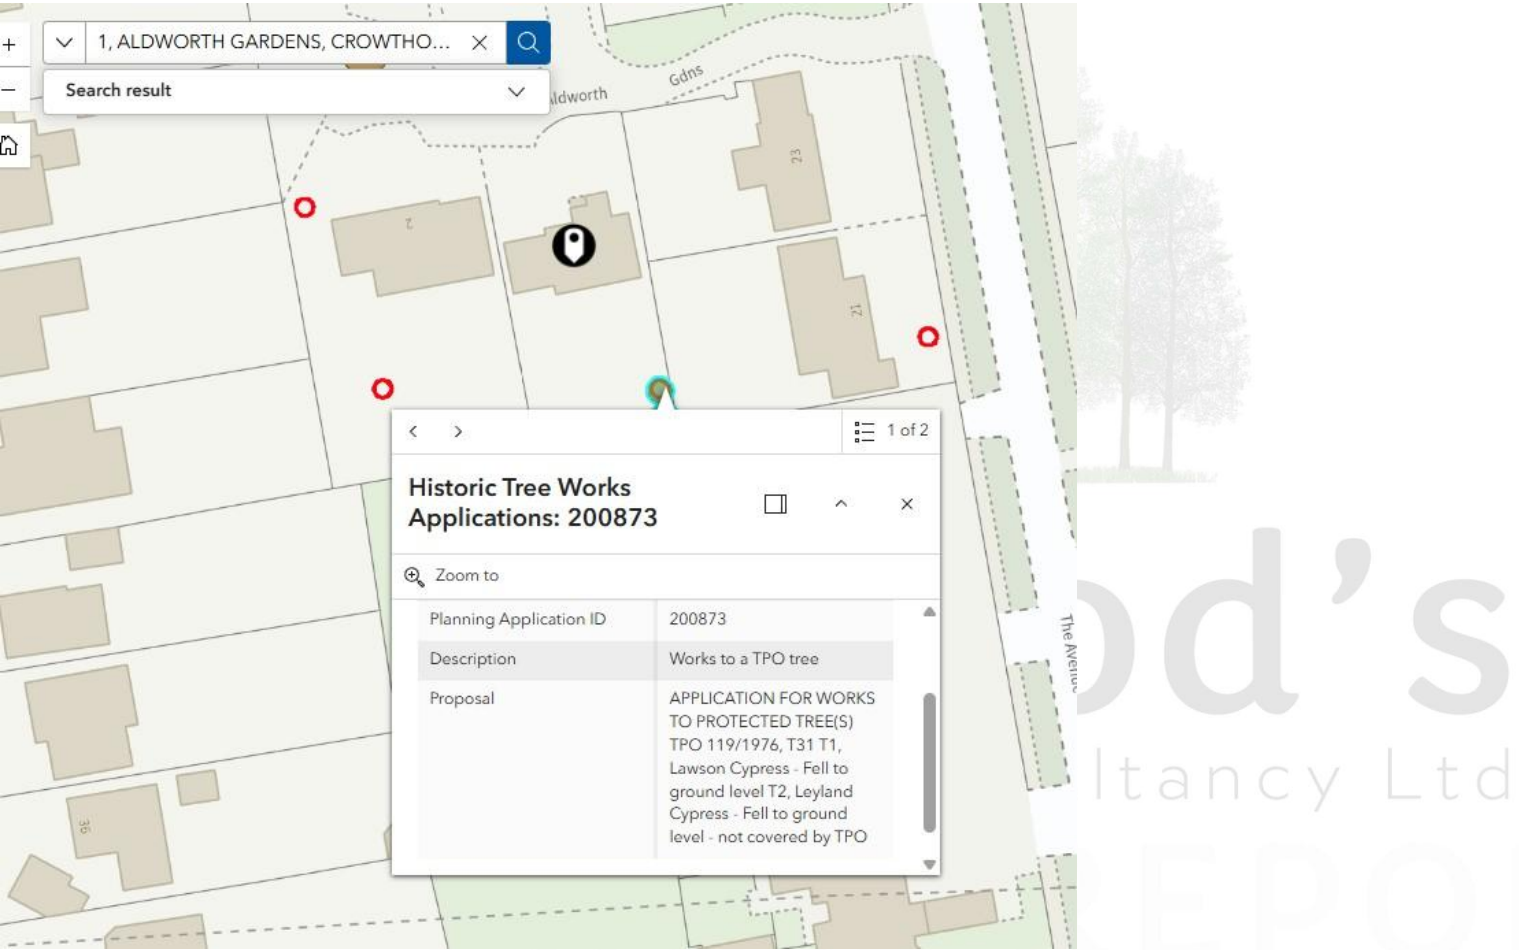 1, ALDWORTH GARDENS, CROWTHO...
Search result
Aldworth
Gdns
23
2
21
1 of 2
Historic Tree Works
Applications: 200873
Zoom to
Planning Application ID 200873
Description Works to a TPO tree
Proposal APPLICATION FOR WORKS
TO PROTECTED TREE(S)
TPO 119/1976, T31 T1,
Lawson Cypress - Fell to
ground level T2, Leyland
Cypress - Fell to ground
level - not covered by TPO
The Avenue
36
od's
ltancy Ltd
REPO